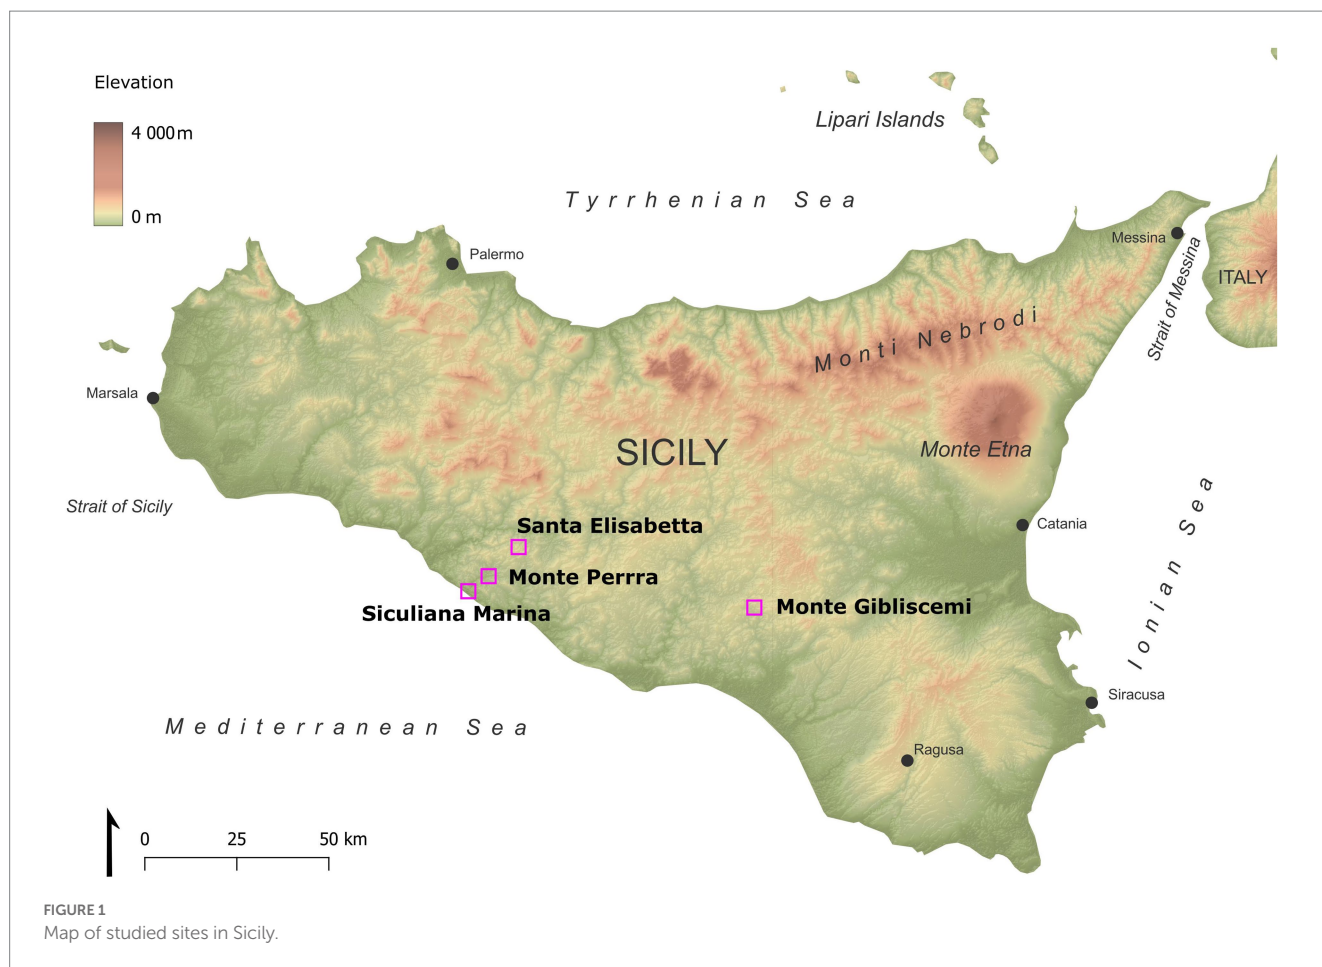 Elevation
4 000 m
0 m
Lipari Islands
Tyrrhenian Sea
Palermo
Messina
Strait of Messina
ITALY
Monti Nebrodi
Marsala
SICILY
Monte Etna
Strait of Sicily
Santa Elisabetta
Catania
Monte Perrra
Siculiana Marina
Monte Gibliscemi
Ionian Sea
Siracusa
Mediterranean Sea
Ragusa
0 25 50 km
FIGURE 1
Map of studied sites in Sicily.